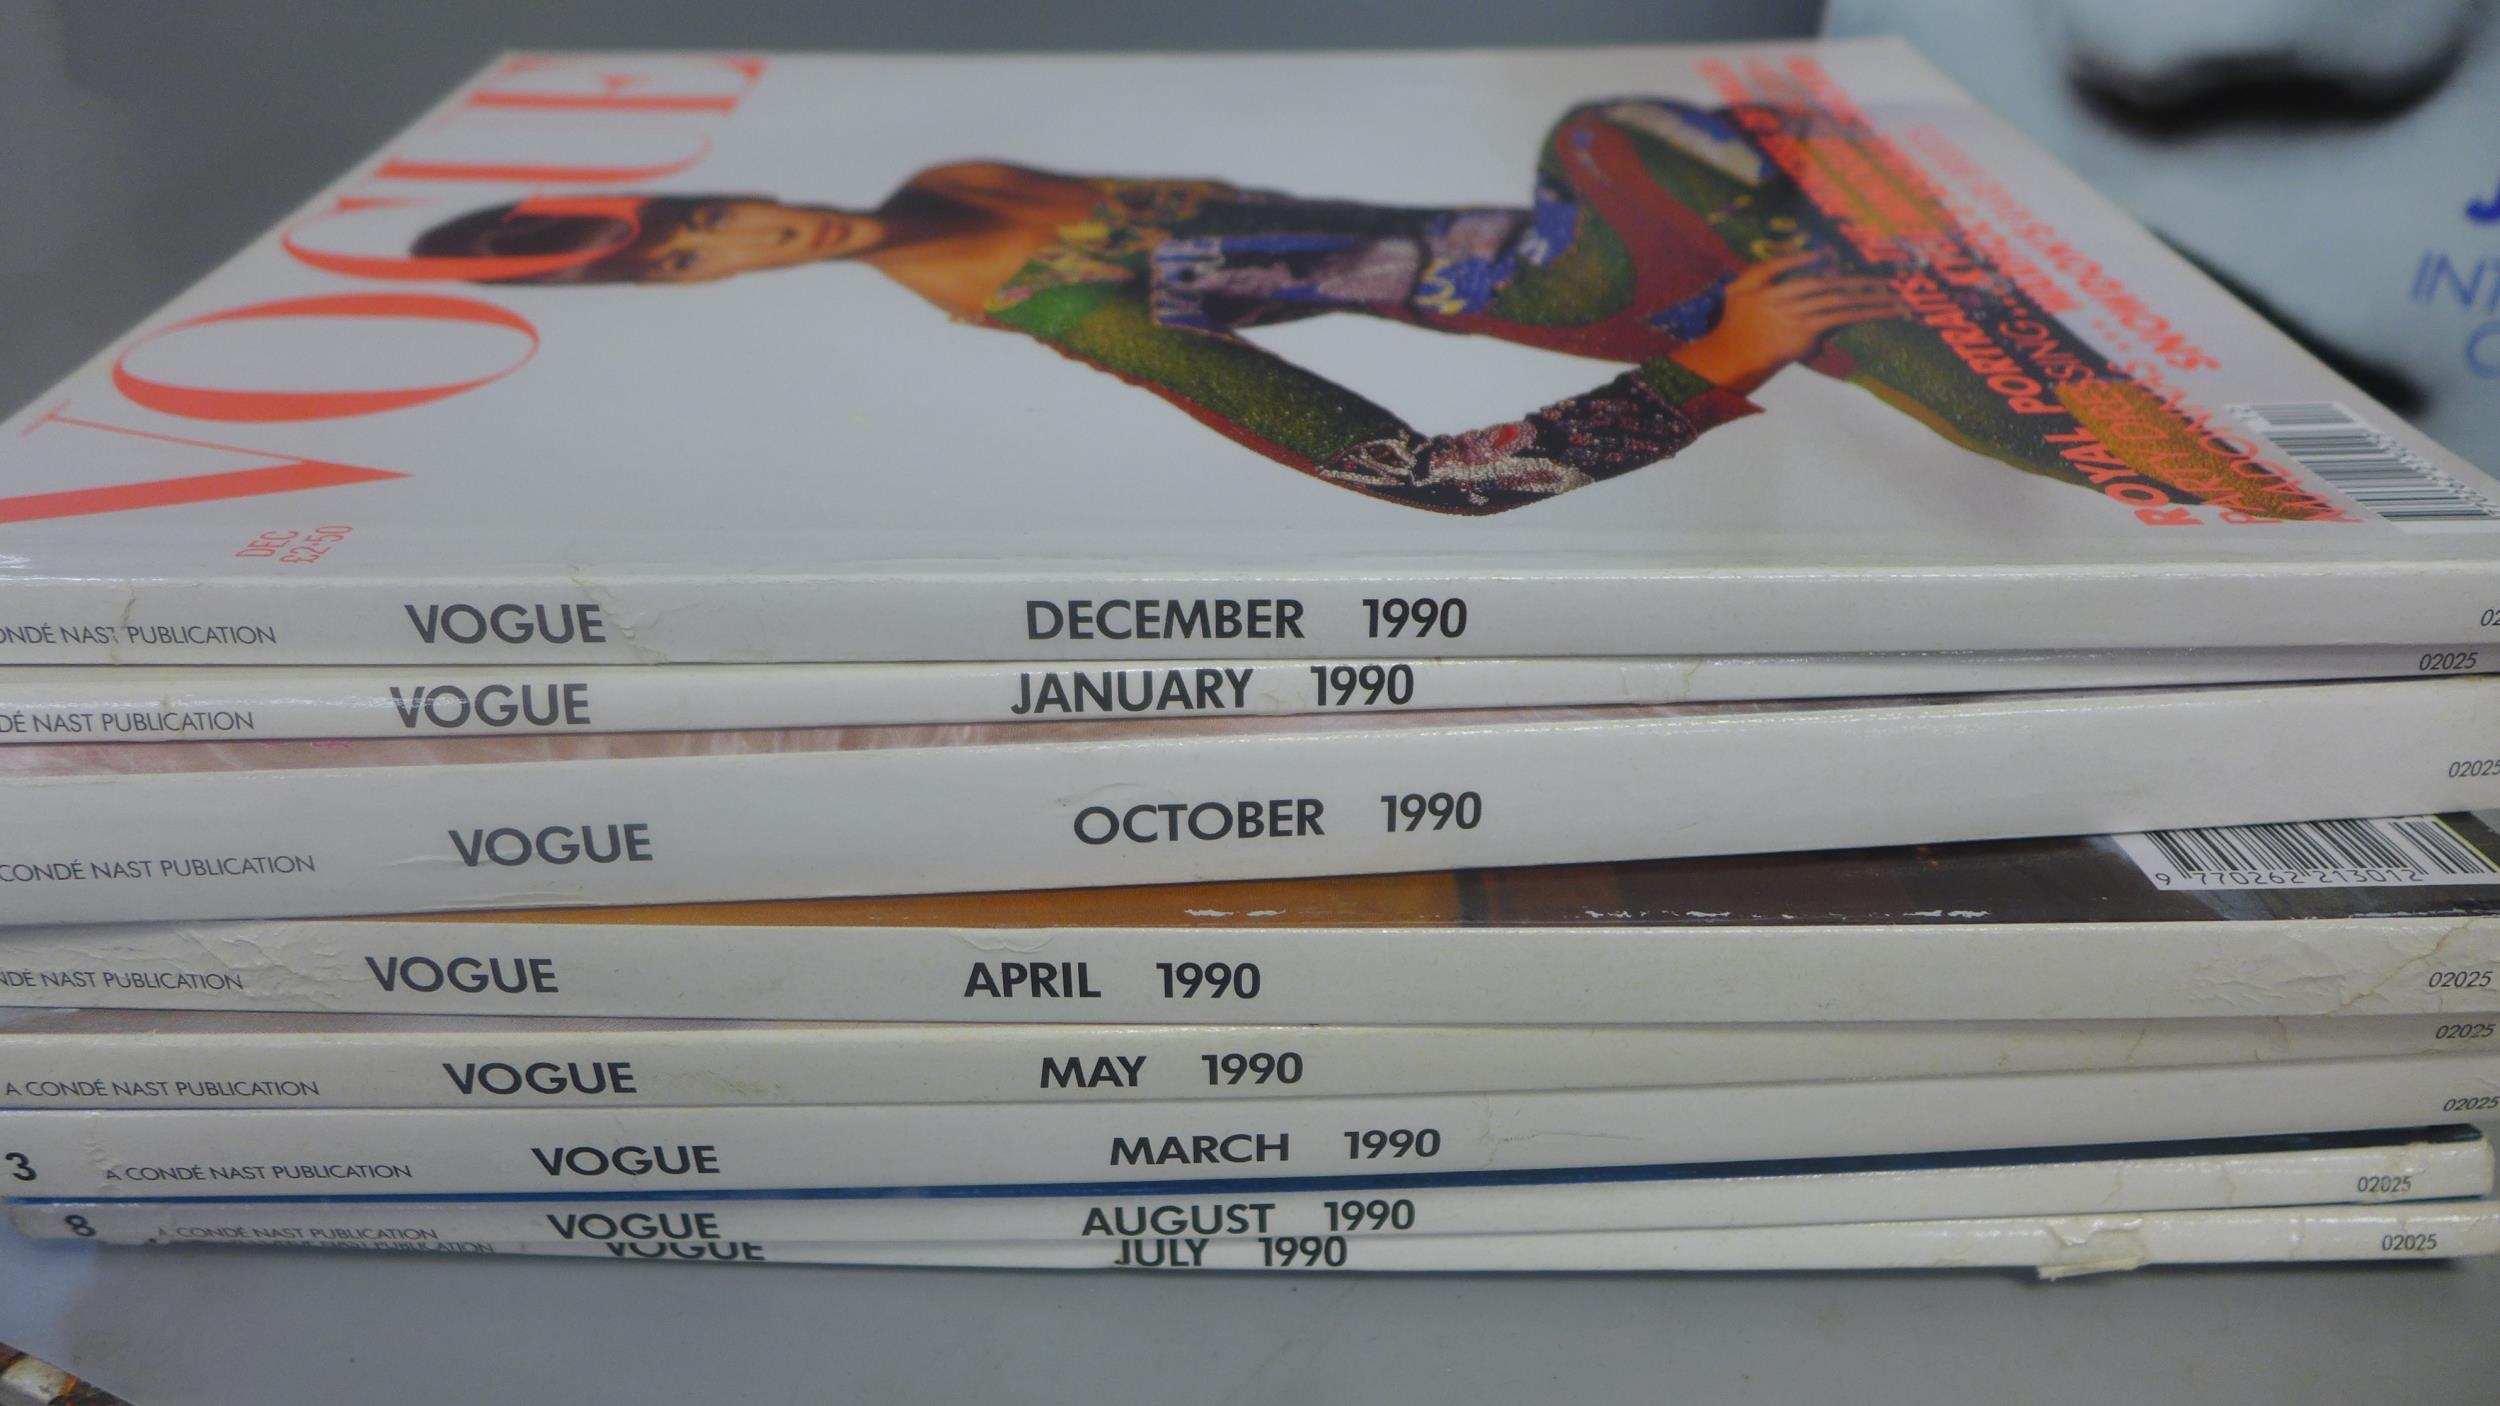 VOGUE
DEC
£2·50
ROYAL PORTRAITS:
MADONNA'S
SNOWDON'S
VOGUE DECEMBER 1990
NAST PUBLICATION
VOGUE JANUARY 1990 02025
NAST PUBLICATION
VOGUE OCTOBER 1990 02025
CONDÉ NAST PUBLICATION
9 770262 213012
VOGUE APRIL 1990 02025
NAST PUBLICATION
A CONDÉ NAST PUBLICATION VOGUE MAY 1990 02025
3 A CONDÉ NAST PUBLICATION VOGUE MARCH 1990 02025
8 A CONDÉ NAST PUBLICATION VOGUE AUGUST 1990 02025
VOGUE JULY 1990 02025